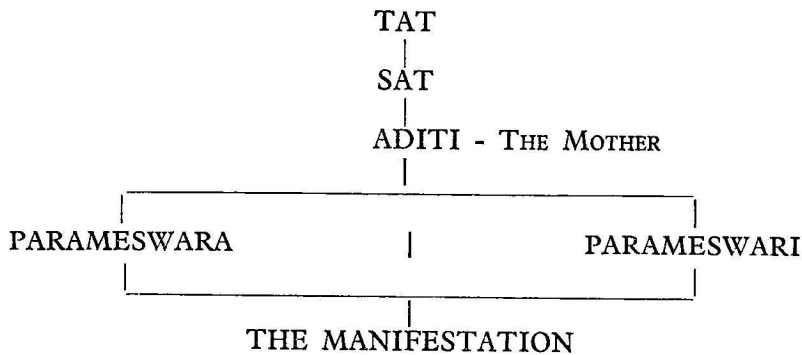 TAT
SAT
ADITI - THE MOTHER
PARAMESWARA PARAMESWARI
THE MANIFESTATION